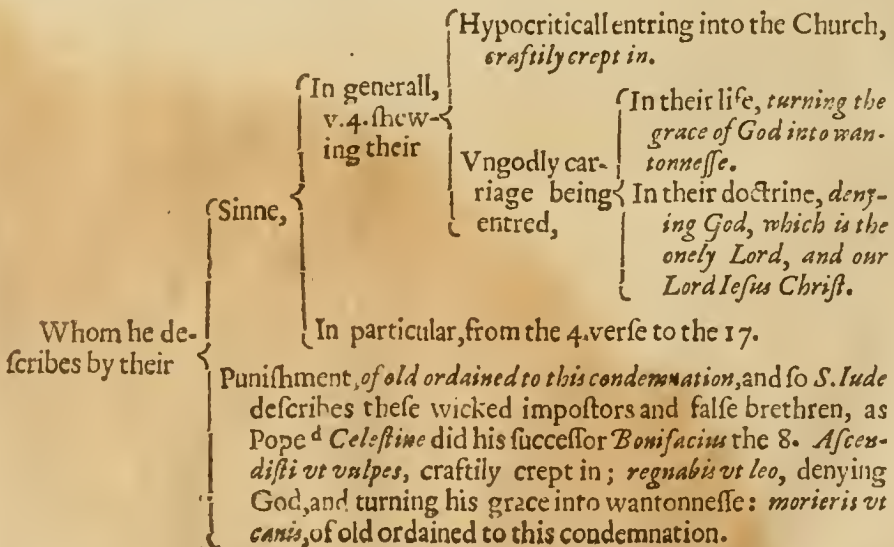 Whom he de-
scribes by their
Sinne,
In generall,
v.4. shew-
ing their
Hypocriticall entring into the Church,
craftily crept in.
Vngodly car-
riage being
entred,
In their life, turning the
grace of God into wan-
tonnesse.
In their doctrine, deny-
ing God, which is the
onely Lord, and our
Lord Iesus Christ.
In particular, from the 4. verse to the 17.
Punishment, of old ordained to this condemnation, and so S. Iude
describes these wicked impostors and false brethren, as
Pope d Celestine did his successor Bonifacius the 8. Ascen-
disti vt vulpes, craftily crept in; regnabis vt leo, denying
God, and turning his grace into wantonnesse: morieris vt
canis, of old ordained to this condemnation.